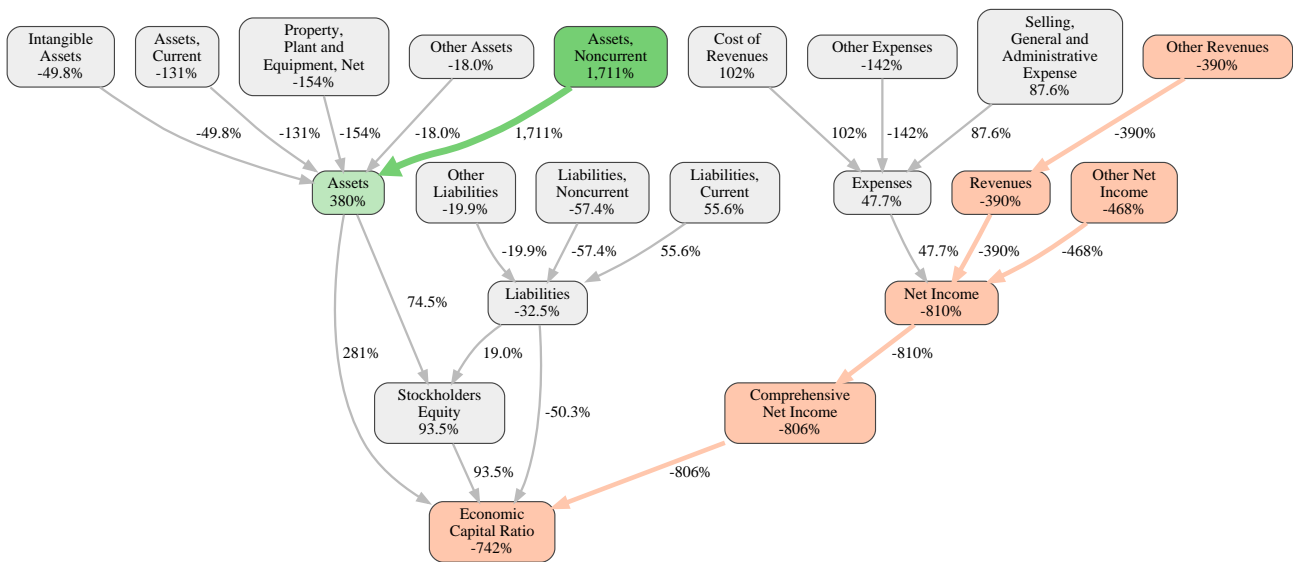 Intangible
Assets
-49.8%
Assets,
Current
-131%
Property,
Plant and
Equipment, Net
-154%
Other Assets
-18.0%
Assets,
Noncurrent
1,711%
Cost of
Revenues
102%
Other Expenses
-142%
Selling,
General and
Administrative
Expense
87.6%
Other Revenues
-390%
-49.8%
-131%
-154%
-18.0%
1,711%
102%
-142%
87.6%
-390%
Assets
380%
Other
Liabilities
-19.9%
Liabilities,
Noncurrent
-57.4%
Liabilities,
Current
55.6%
Expenses
47.7%
Revenues
-390%
Other Net
Income
-468%
-19.9%
-57.4%
55.6%
47.7%
-390%
-468%
Liabilities
-32.5%
Net Income
-810%
74.5%
281%
19.0%
-50.3%
-810%
Stockholders
Equity
93.5%
Comprehensive
Net Income
-806%
93.5%
-806%
Economic
Capital Ratio
-742%